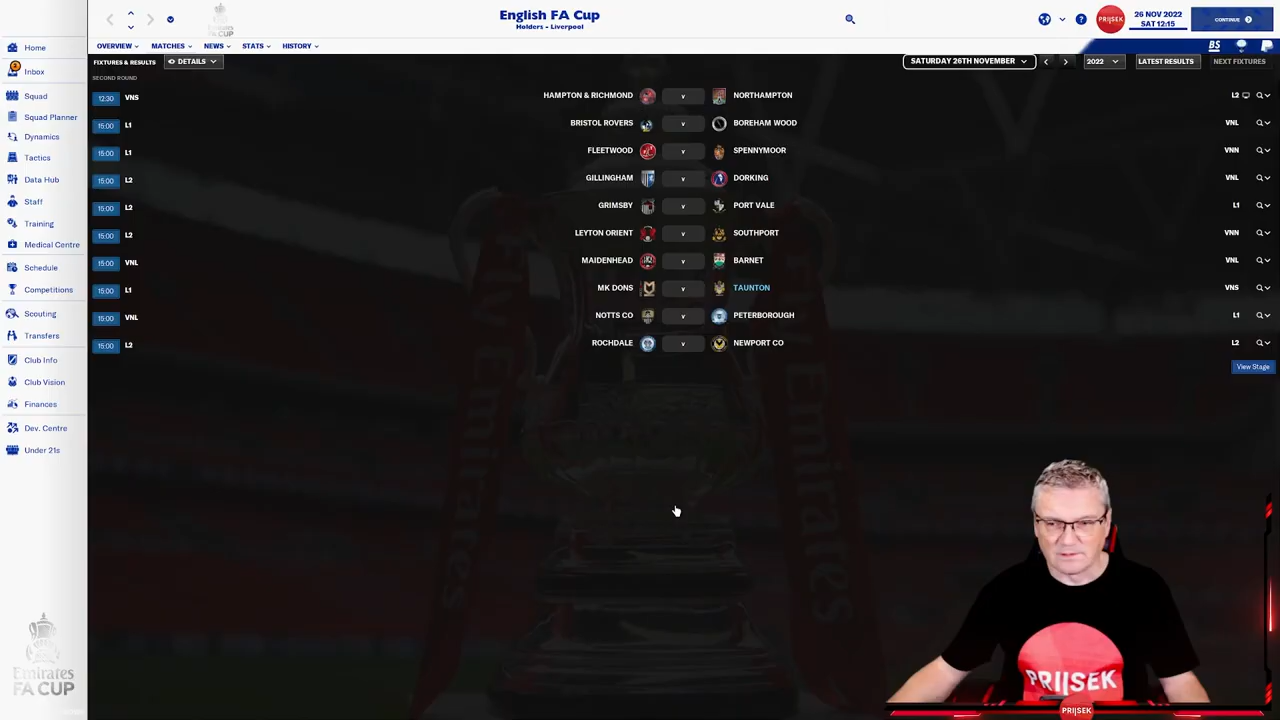 English FA Cup
Holders - Liverpool
PRIJSEK
26 NOV 2022
SAT 12:15
CONTINUE
OVERVIEW MATCHES NEWS STATS HISTORY
BS
FIXTURES & RESULTS DETAILS SATURDAY 26TH NOVEMBER 2022 LATEST RESULTS NEXT FIXTURES
SECOND ROUND
12:30 VNS HAMPTON & RICHMOND v NORTHAMPTON L2
15:00 L1 BRISTOL ROVERS v BOREHAM WOOD VNL
15:00 L1 FLEETWOOD v SPENNYMOOR VNN
15:00 L2 GILLINGHAM v DORKING VNL
15:00 L2 GRIMSBY v PORT VALE L1
15:00 L2 LEYTON ORIENT v SOUTHPORT VNN
15:00 VNL MAIDENHEAD v BARNET VNL
15:00 L1 MK DONS v TAUNTON VNS
15:00 VNL NOTTS CO v PETERBOROUGH L1
15:00 L2 ROCHDALE v NEWPORT CO L2
View Stage
Home
2
Inbox
Squad
Squad Planner
Dynamics
Tactics
Data Hub
Staff
Training
Medical Centre
Schedule
Competitions
Scouting
Transfers
Club Info
Club Vision
Finances
Dev. Centre
Under 21s
Emirates
FA CUP
Emirates
PRIJSEK
PRIJSEK